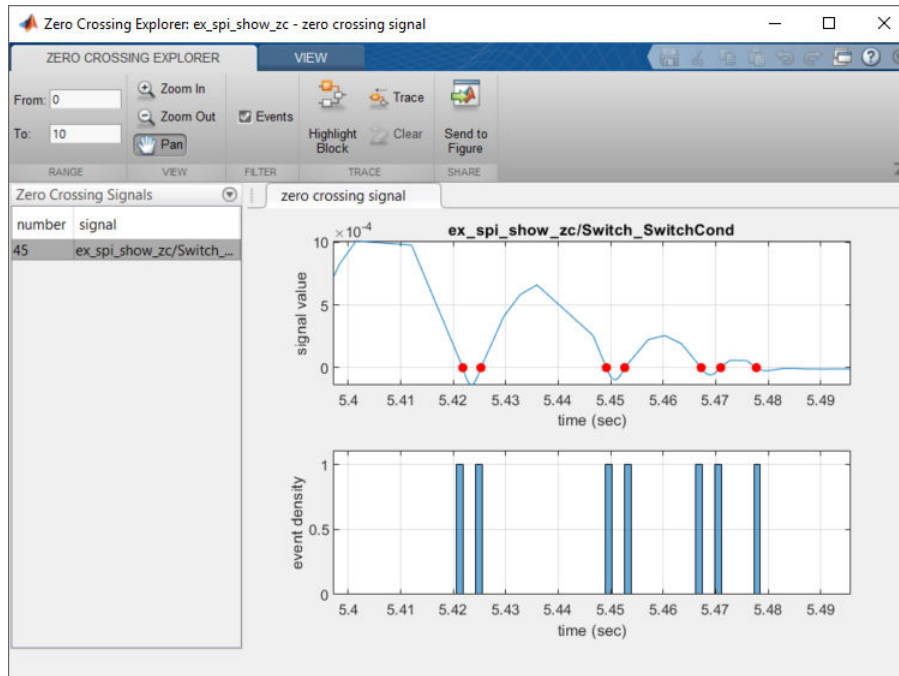 Zero Crossing Explorer: ex_spi_show_zc - zero crossing signal
ZERO CROSSING EXPLORER VIEW
From: 0
To: 10
Zoom In
Zoom Out
Pan
Events
Highlight
Block
Trace
Clear
Send to
Figure
RANGE VIEW FILTER TRACE SHARE
Zero Crossing Signals
number signal
45 ex_spi_show_zc/Switch_...
zero crossing signal
×10⁻⁴
ex_spi_show_zc/Switch_SwitchCond
signal value
10
5
0
5.4 5.41 5.42 5.43 5.44 5.45 5.46 5.47 5.48 5.49
time (sec)
event density
1
0.5
0
5.4 5.41 5.42 5.43 5.44 5.45 5.46 5.47 5.48 5.49
time (sec)